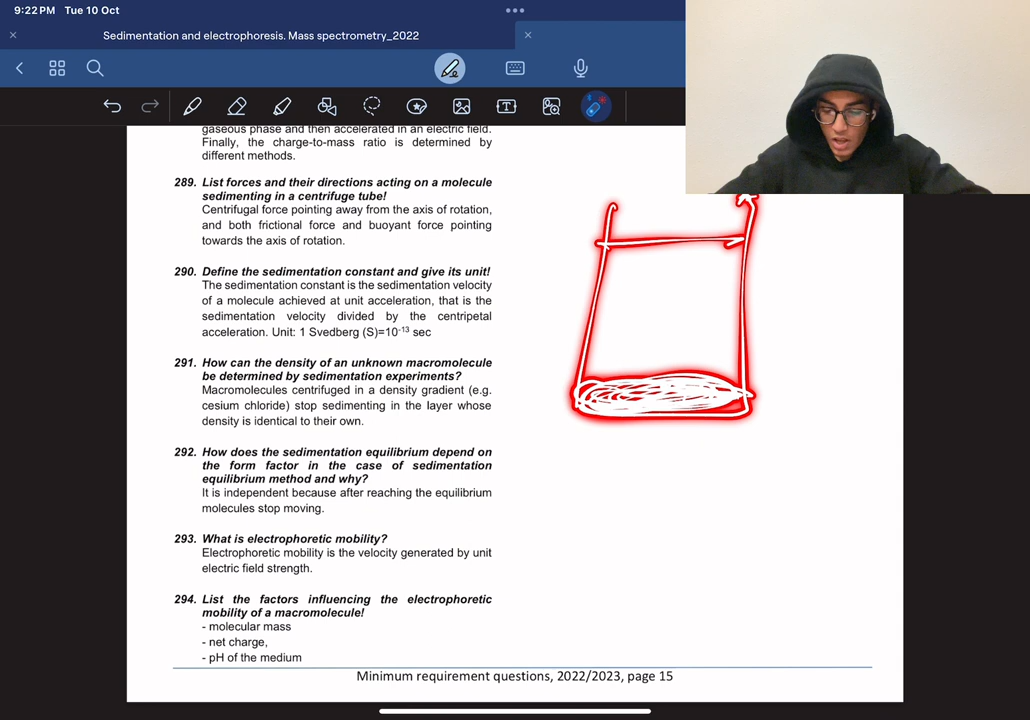 9:22 PM Tue 10 Oct
Sedimentation and electrophoresis. Mass spectrometry_2022
gaseous phase and then accelerated in an electric field.
Finally, the charge-to-mass ratio is determined by
different methods.
289. List forces and their directions acting on a molecule
sedimenting in a centrifuge tube!
Centrifugal force pointing away from the axis of rotation,
and both frictional force and buoyant force pointing
towards the axis of rotation.
290. Define the sedimentation constant and give its unit!
The sedimentation constant is the sedimentation velocity
of a molecule achieved at unit acceleration, that is the
sedimentation velocity divided by the centripetal
acceleration. Unit: 1 Svedberg (S)=10⁻¹³ sec
291. How can the density of an unknown macromolecule
be determined by sedimentation experiments?
Macromolecules centrifuged in a density gradient (e.g.
cesium chloride) stop sedimenting in the layer whose
density is identical to their own.
292. How does the sedimentation equilibrium depend on
the form factor in the case of sedimentation
equilibrium method and why?
It is independent because after reaching the equilibrium
molecules stop moving.
293. What is electrophoretic mobility?
Electrophoretic mobility is the velocity generated by unit
electric field strength.
294. List the factors influencing the electrophoretic
mobility of a macromolecule!
- molecular mass
- net charge,
- pH of the medium
Minimum requirement questions, 2022/2023, page 15